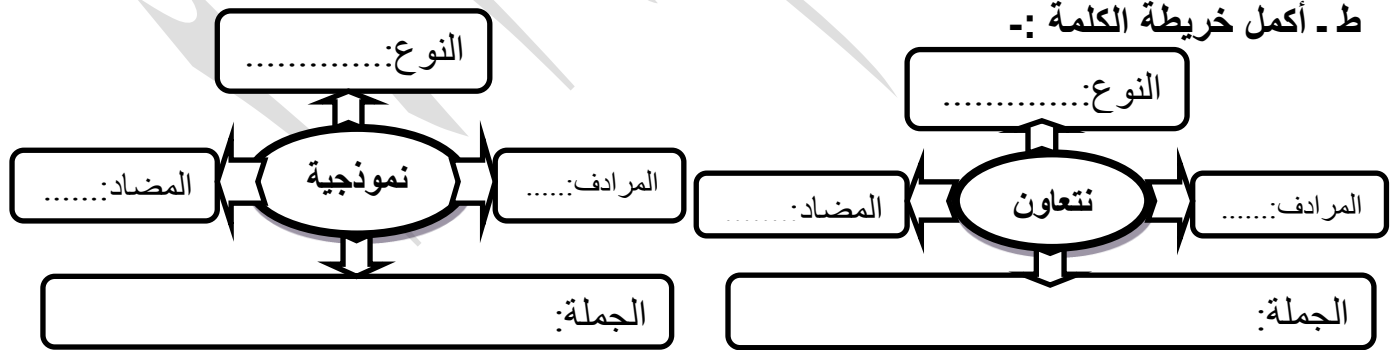 ط ـ أكمل خريطة الكلمة :-
النوع:.............
المرادف:.......
نتعاون
المضاد:........
الجملة:
النوع:.............
المرادف:.....
نموذجية
المضاد:.......
الجملة: